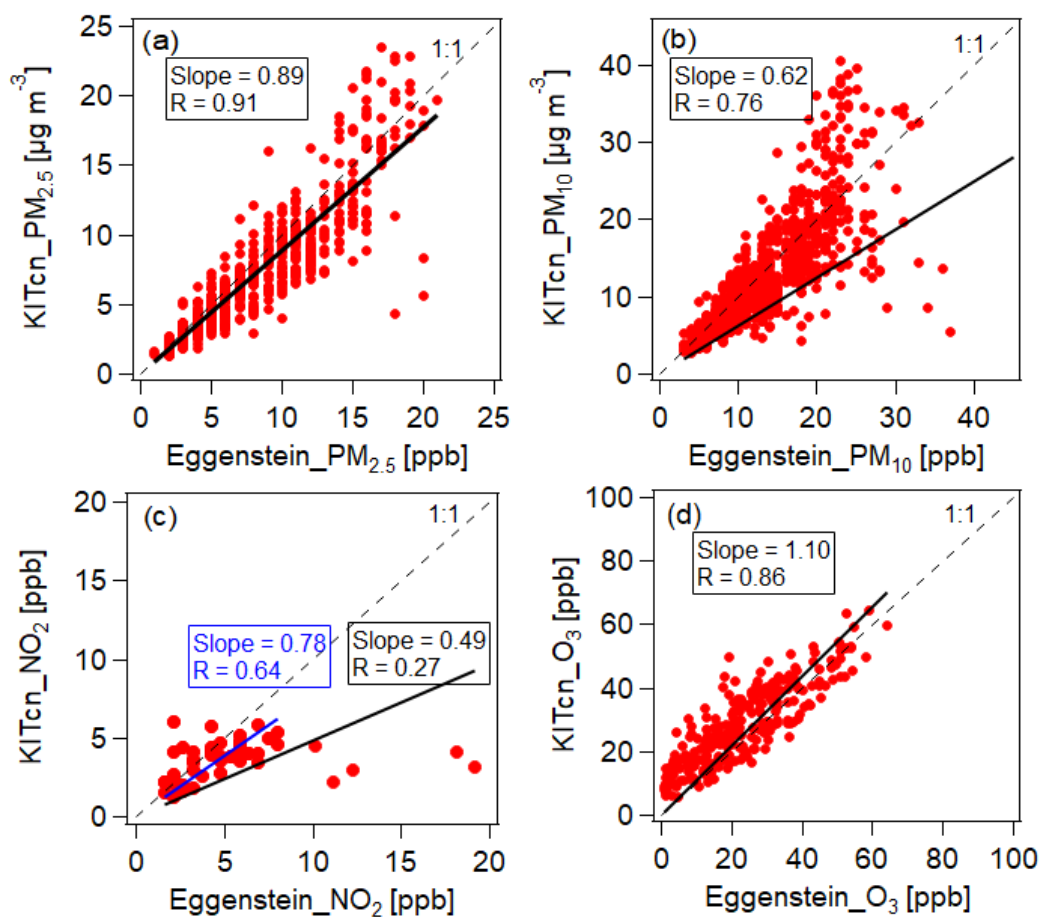 (a)
1:1
Slope = 0.89
R = 0.91
KITcn_PM2.5 [µg m-3]
25
20
15
10
5
0
0 5 10 15 20 25
Eggenstein_PM2.5 [ppb]
(b)
1:1
Slope = 0.62
R = 0.76
KITcn_PM10 [µg m-3]
40
30
20
10
0
0 10 20 30 40
Eggenstein_PM10 [ppb]
(c)
1:1
Slope = 0.78
R = 0.64
Slope = 0.49
R = 0.27
KITcn_NO2 [ppb]
20
15
10
5
0
0 5 10 15 20
Eggenstein_NO2 [ppb]
(d)
1:1
Slope = 1.10
R = 0.86
KITcn_O3 [ppb]
100
80
60
40
20
0
0 20 40 60 80 100
Eggenstein_O3 [ppb]